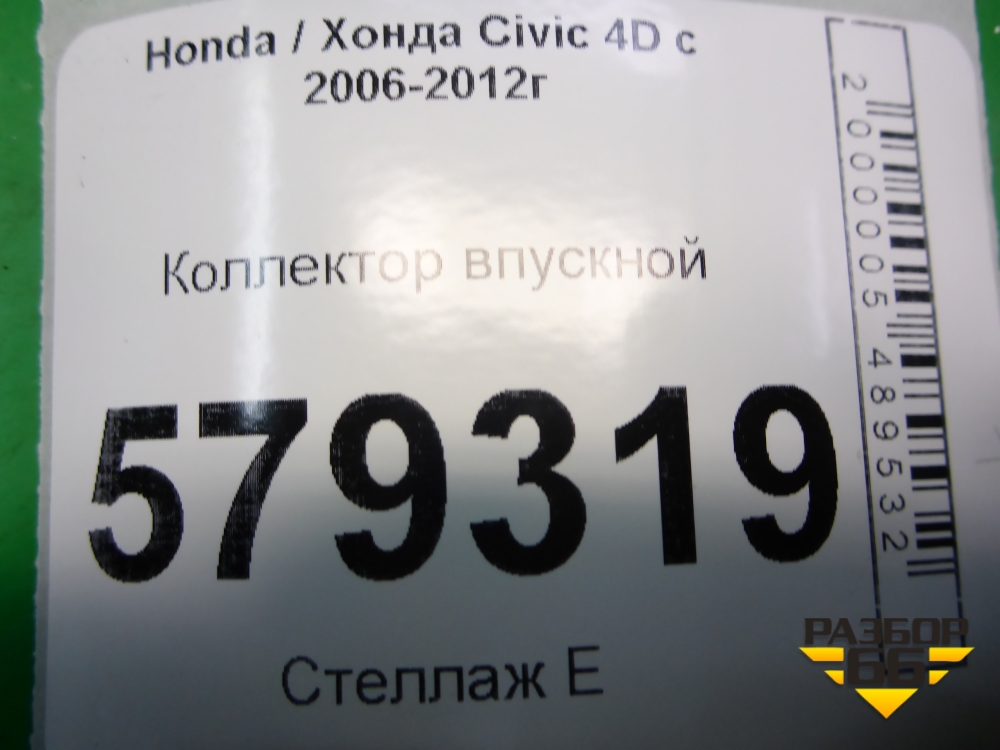 Honda / Хонда Civic 4D с
2006-2012г
Коллектор впускной
579319
Стеллаж Е
2000005489532
РАЗБОР
66